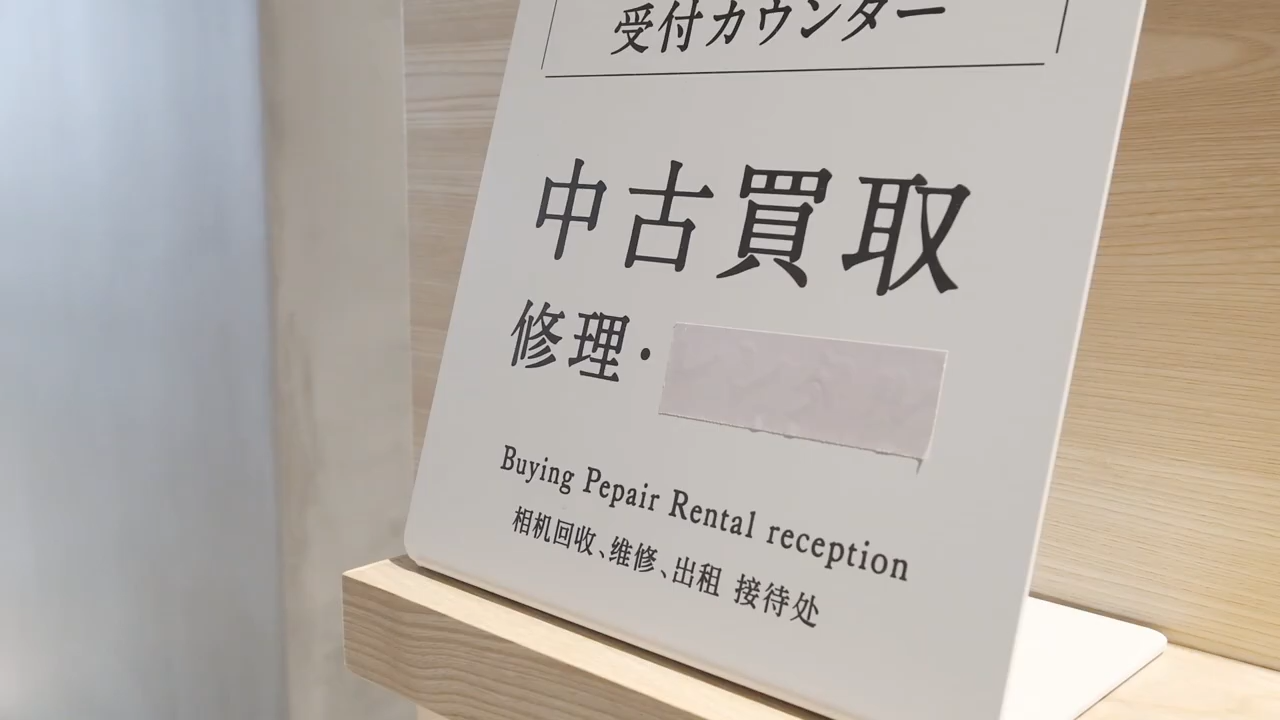 受付カウンター
中古買取
修理・
Buying Pepair Rental reception
相机回收、维修、出租 接待处